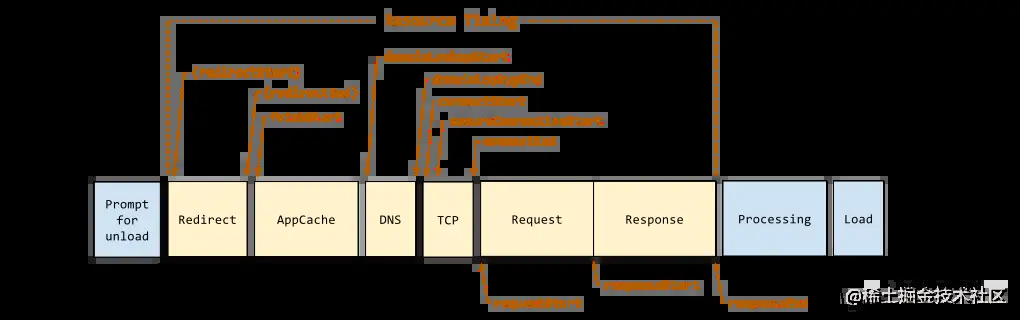 Resource Timing
domainLookupStart
(redirectStart)
domainLookupEnd
(redirectEnd)
connectStart
fetchStart
secureConnectionStart
connectEnd
Prompt
for
unload
Redirect
AppCache
DNS
TCP
Request
Response
Processing
Load
responseStart
requestStart
responseEnd
@稀土掘金技术社区